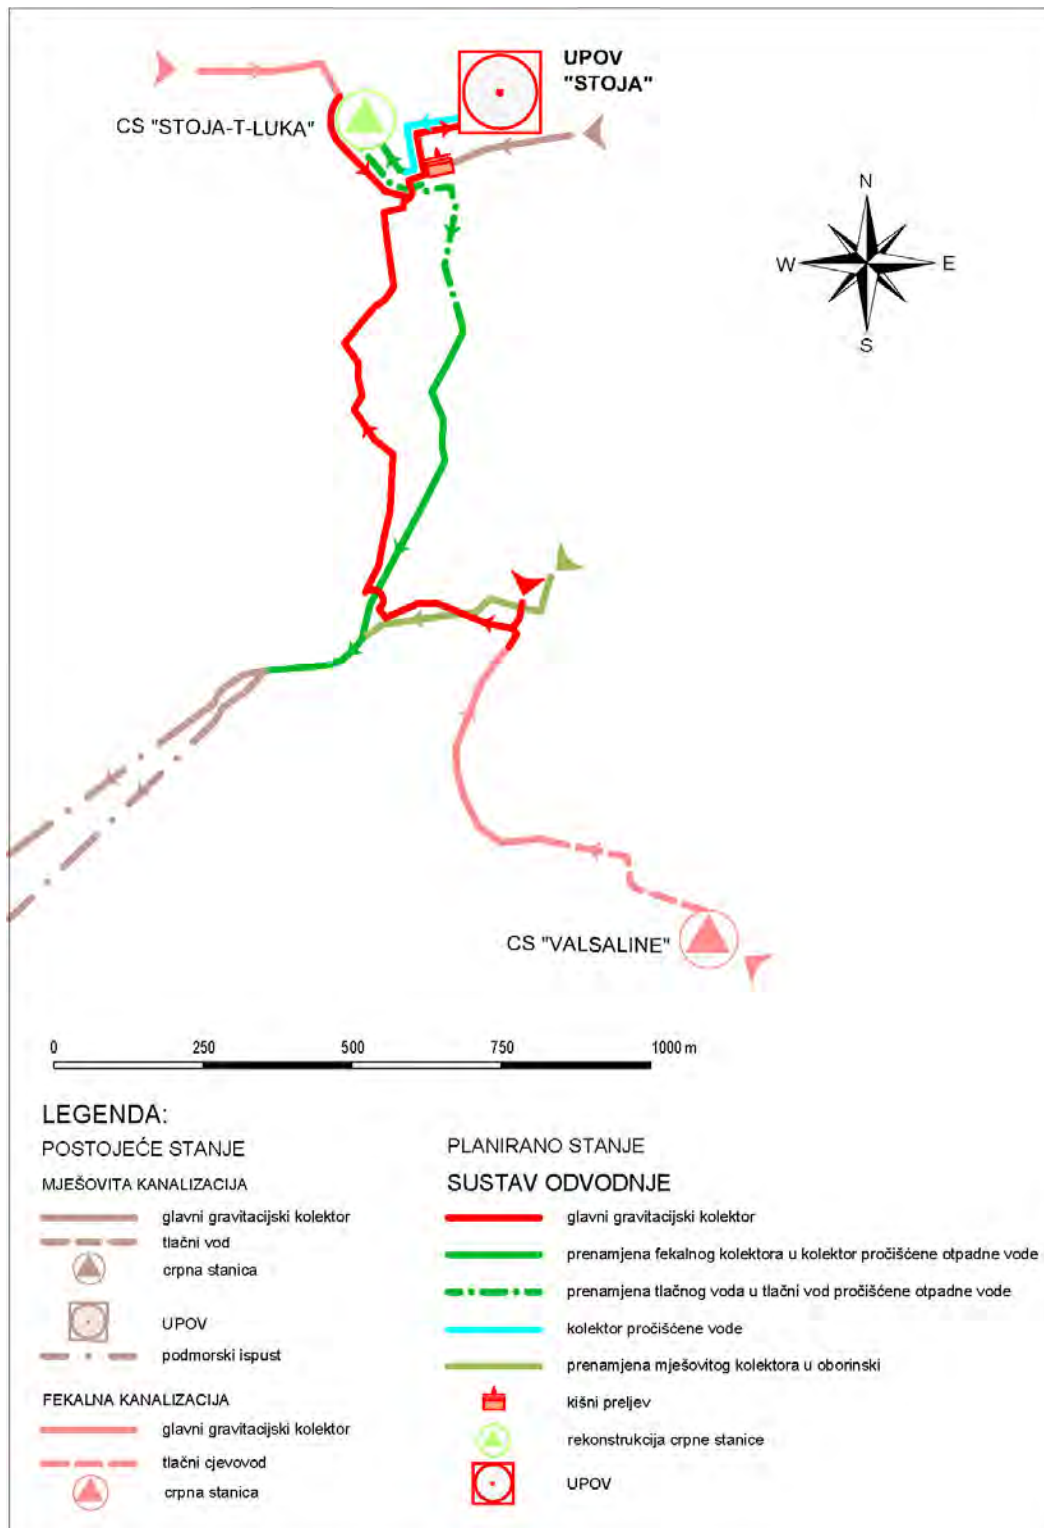 UPOV
"STOJA"
CS "STOJA-T-LUKA"
N
W
E
S
CS "VALSALINE"
0 250 500 750 1000 m
LEGENDA:
POSTOJEĆE STANJE
MJEŠOVITA KANALIZACIJA
glavni gravitacijski kolektor
tlačni vod
crpna stanica
UPOV
podmorski ispust
FEKALNA KANALIZACIJA
glavni gravitacijski kolektor
tlačni cjevovod
crpna stanica
PLANIRANO STANJE
SUSTAV ODVODNJE
glavni gravitacijski kolektor
prenamjena fekalnog kolektora u kolektor pročišćene otpadne vode
prenamjena tlačnog voda u tlačni vod pročišćene otpadne vode
kolektor pročišćene vode
prenamjena mješovitog kolektora u oborinski
kišni preljev
rekonstrukcija crpne stanice
UPOV